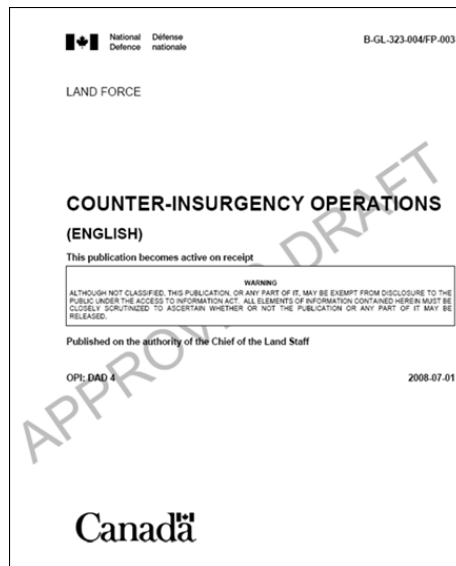 National Défense
Defence nationale
B-GL-323-004/FP-003
LAND FORCE
COUNTER-INSURGENCY OPERATIONS
(ENGLISH)
This publication becomes active on receipt
WARNING
ALTHOUGH NOT CLASSIFIED, THIS PUBLICATION, OR ANY PART OF IT, MAY BE EXEMPT FROM DISCLOSURE TO THE
PUBLIC UNDER THE ACCESS TO INFORMATION ACT. ALL ELEMENTS OF INFORMATION CONTAINED HEREIN MUST BE
CLOSELY SCRUTINIZED TO ASCERTAIN WHETHER OR NOT THE PUBLICATION OR ANY PART OF IT MAY BE
RELEASED.
Published on the authority of the Chief of the Land Staff
OPI: DAD 4
2008-07-01
APPROVED DRAFT
Canada